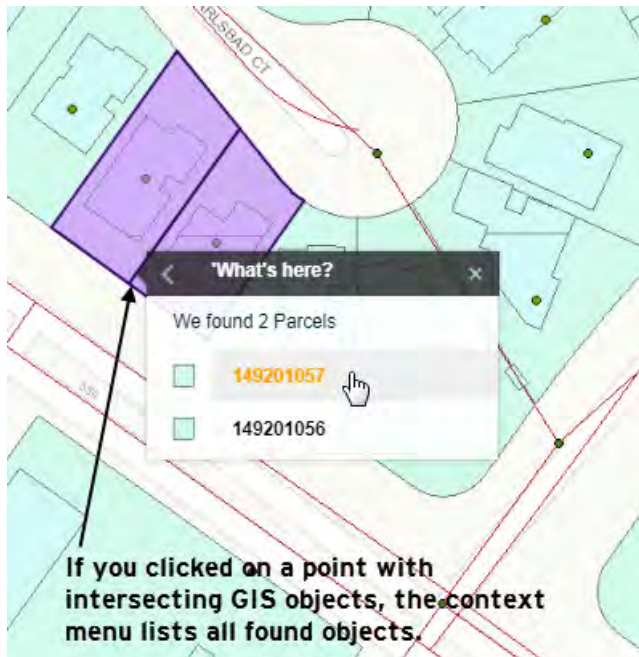 ARLSBAD CT
'What's here?
We found 2 Parcels
149201057
149201056
If you clicked on a point with
intersecting GIS objects, the context
menu lists all found objects.